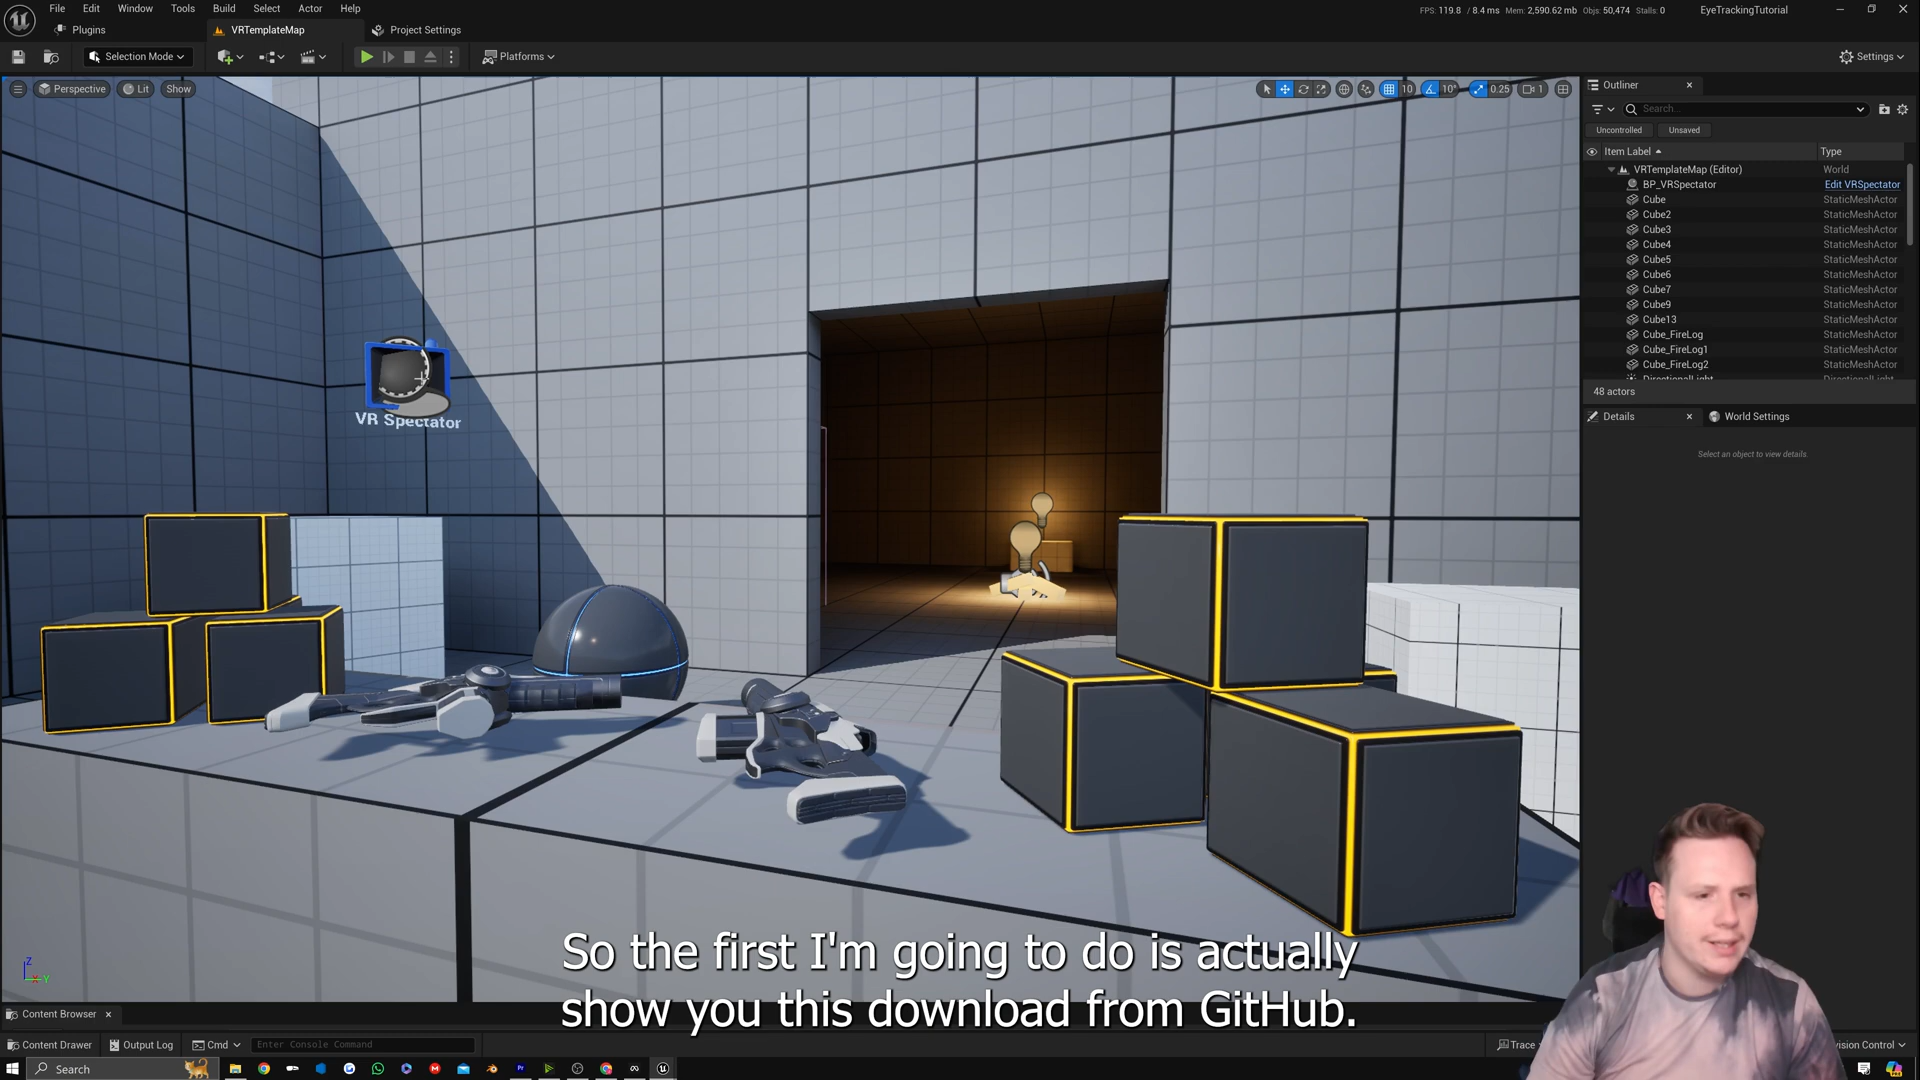 File Edit Window Tools Build Select Actor Help
FPS: 119.8 / 8.4 ms Mem: 2,590.62 mb Objs: 50,474 Stalls: 0
EyeTrackingTutorial
Plugins
VRTemplateMap
Project Settings
Selection Mode
Platforms
Settings
Perspective
Lit
Show
10
10°
0.25
1
Outliner
Search...
Uncontrolled
Unsaved
Item Label
Type
VRTemplateMap (Editor) World
BP_VRSpectator Edit VRSpectator
Cube StaticMeshActor
Cube2 StaticMeshActor
Cube3 StaticMeshActor
Cube4 StaticMeshActor
Cube5 StaticMeshActor
Cube6 StaticMeshActor
Cube7 StaticMeshActor
Cube9 StaticMeshActor
Cube13 StaticMeshActor
Cube_FireLog StaticMeshActor
Cube_FireLog1 StaticMeshActor
Cube_FireLog2 StaticMeshActor
DirectionalLight DirectionalLight
48 actors
Details
World Settings
Select an object to view details.
VR Spectator
So the first I'm going to do is actually
show you this download from GitHub.
Z
X
Y
Content Browser
Content Drawer
Output Log
Cmd
Enter Console Command
Trace
vision Control
Search